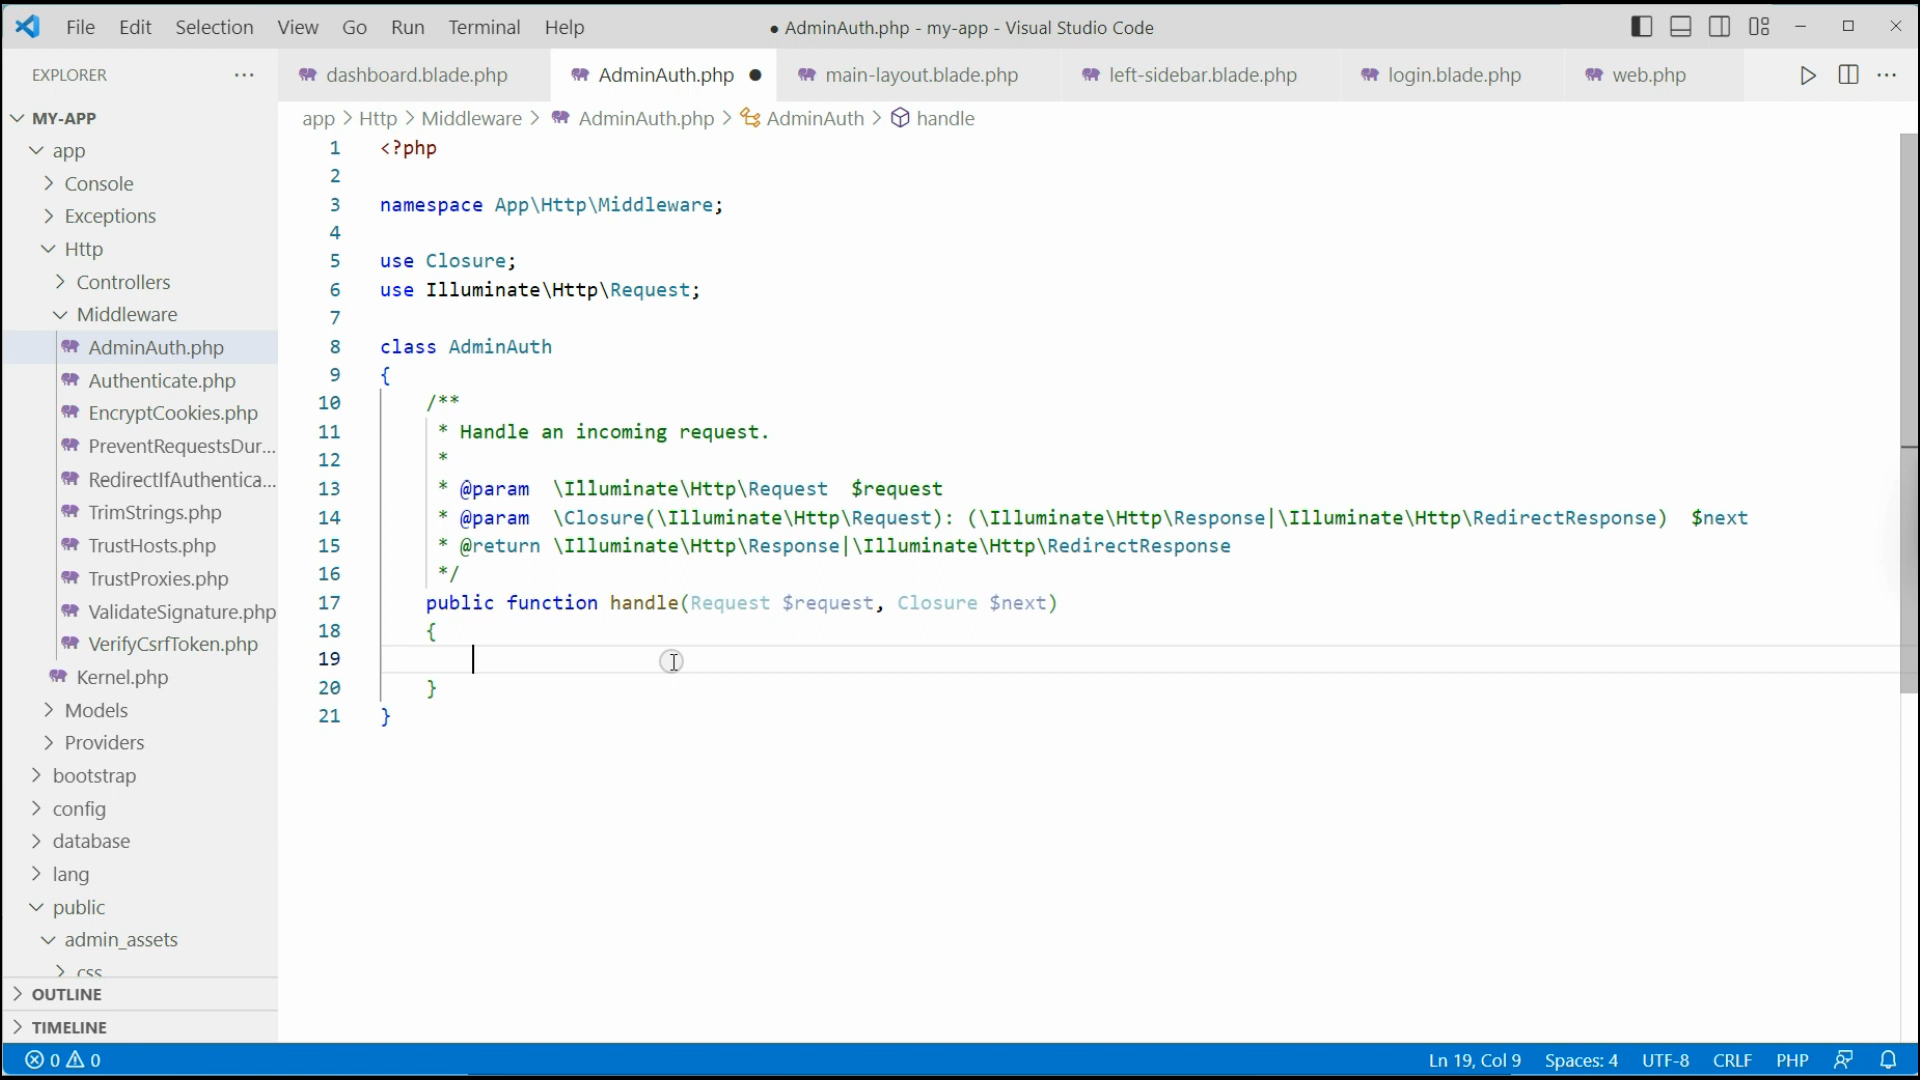 File Edit Selection View Go Run Terminal Help
● AdminAuth.php - my-app - Visual Studio Code
EXPLORER ...
dashboard.blade.php AdminAuth.php ● main-layout.blade.php left-sidebar.blade.php login.blade.php web.php
MY-APP
app
Console
Exceptions
Http
Controllers
Middleware
AdminAuth.php
Authenticate.php
EncryptCookies.php
PreventRequestsDur...
RedirectIfAuthentica...
TrimStrings.php
TrustHosts.php
TrustProxies.php
ValidateSignature.php
VerifyCsrfToken.php
Kernel.php
Models
Providers
bootstrap
config
database
lang
public
admin_assets
css
OUTLINE
TIMELINE
app > Http > Middleware > AdminAuth.php > AdminAuth > handle
1 <?php
2
3 namespace App\Http\Middleware;
4
5 use Closure;
6 use Illuminate\Http\Request;
7
8 class AdminAuth
9 {
10 /**
11 * Handle an incoming request.
12 *
13 * @param  \Illuminate\Http\Request  $request
14 * @param  \Closure(\Illuminate\Http\Request): (\Illuminate\Http\Response|\Illuminate\Http\RedirectResponse)  $next
15 * @return \Illuminate\Http\Response|\Illuminate\Http\RedirectResponse
16 */
17 public function handle(Request $request, Closure $next)
18 {
19
20 }
21 }
0 0
Ln 19, Col 9 Spaces: 4 UTF-8 CRLF PHP